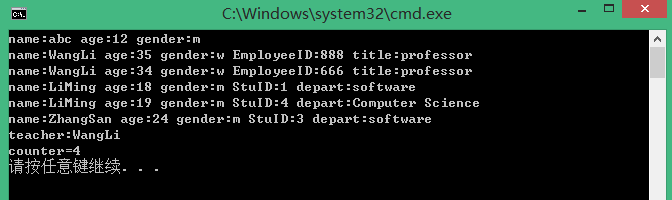 C:\Windows\system32\cmd.exe
name:abc age:12 gender:m
name:WangLi age:35 gender:w EmployeeID:888 title:professor
name:WangLi age:34 gender:w EmployeeID:666 title:professor
name:LiMing age:18 gender:m StuID:1 depart:software
name:LiMing age:19 gender:m StuID:4 depart:Computer Science
name:ZhangSan age:24 gender:m StuID:3 depart:software
teacher:WangLi
counter=4
请按任意键继续. . .